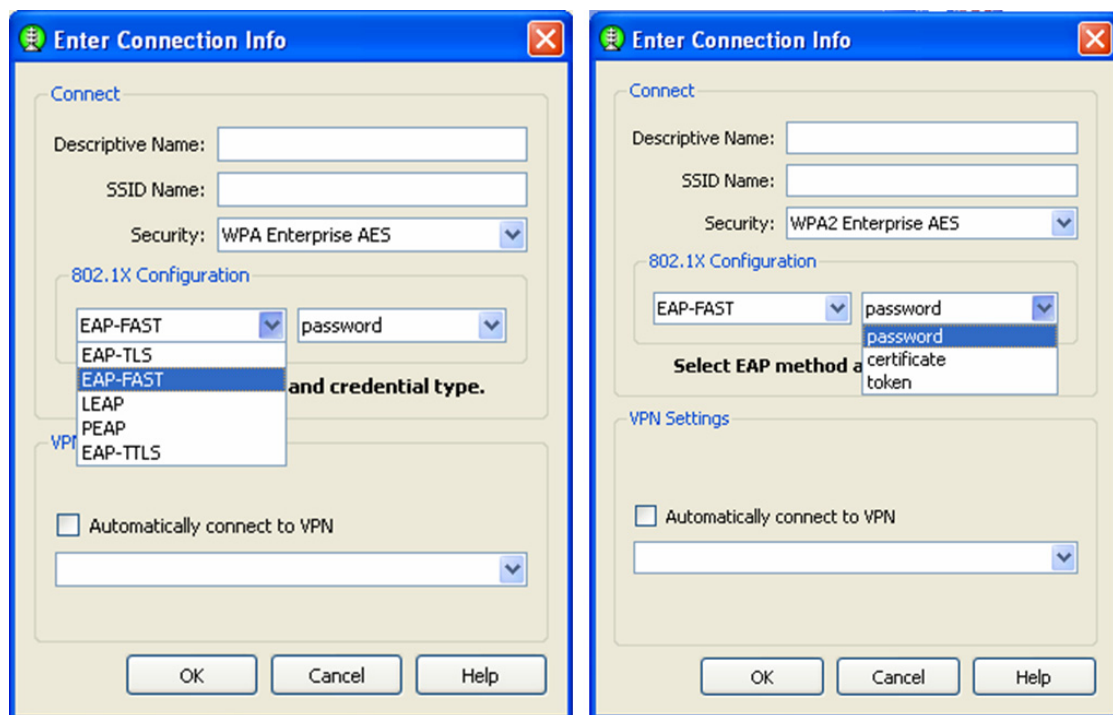 Enter Connection Info
Connect
Descriptive Name:
SSID Name:
Security: WPA Enterprise AES
802.1X Configuration
EAP-FAST password
EAP-TLS
EAP-FAST
LEAP
PEAP
EAP-TTLS
and credential type.
VPN
Automatically connect to VPN
OK Cancel Help
Enter Connection Info
Connect
Descriptive Name:
SSID Name:
Security: WPA2 Enterprise AES
802.1X Configuration
EAP-FAST password
password
certificate
token
Select EAP method a
VPN Settings
Automatically connect to VPN
OK Cancel Help